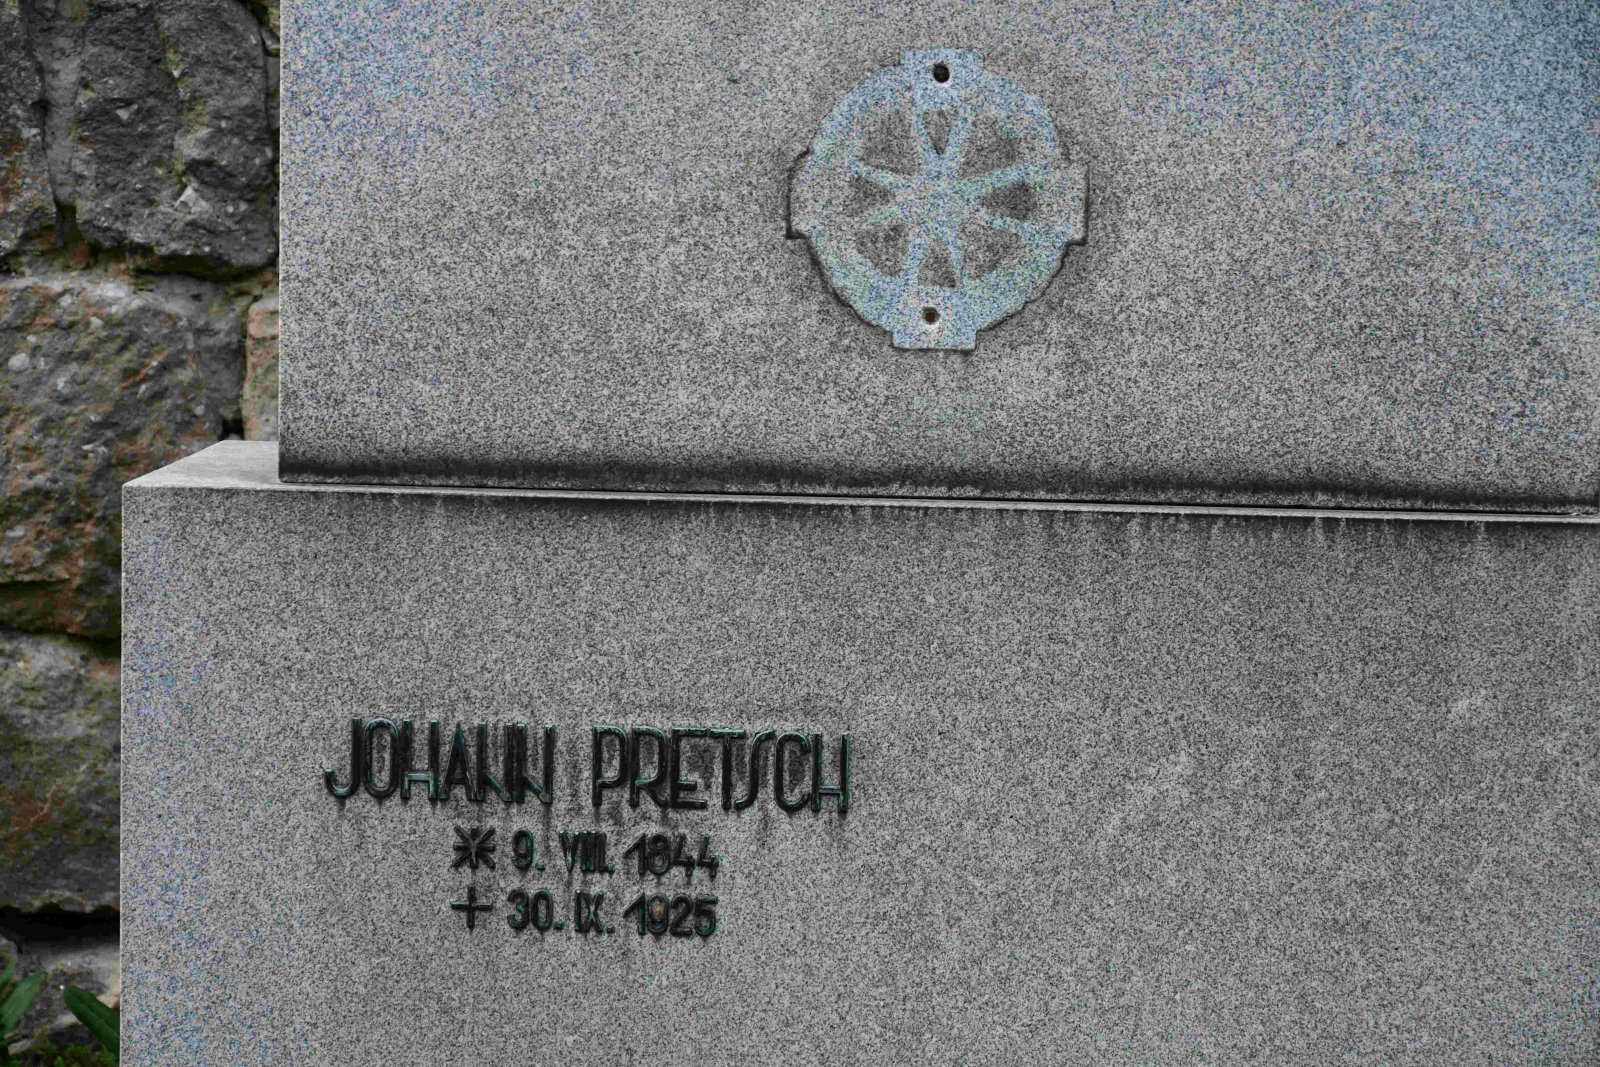 JOHANN PRETSCH
* 9. VIII. 1844
+ 30. IX. 1925